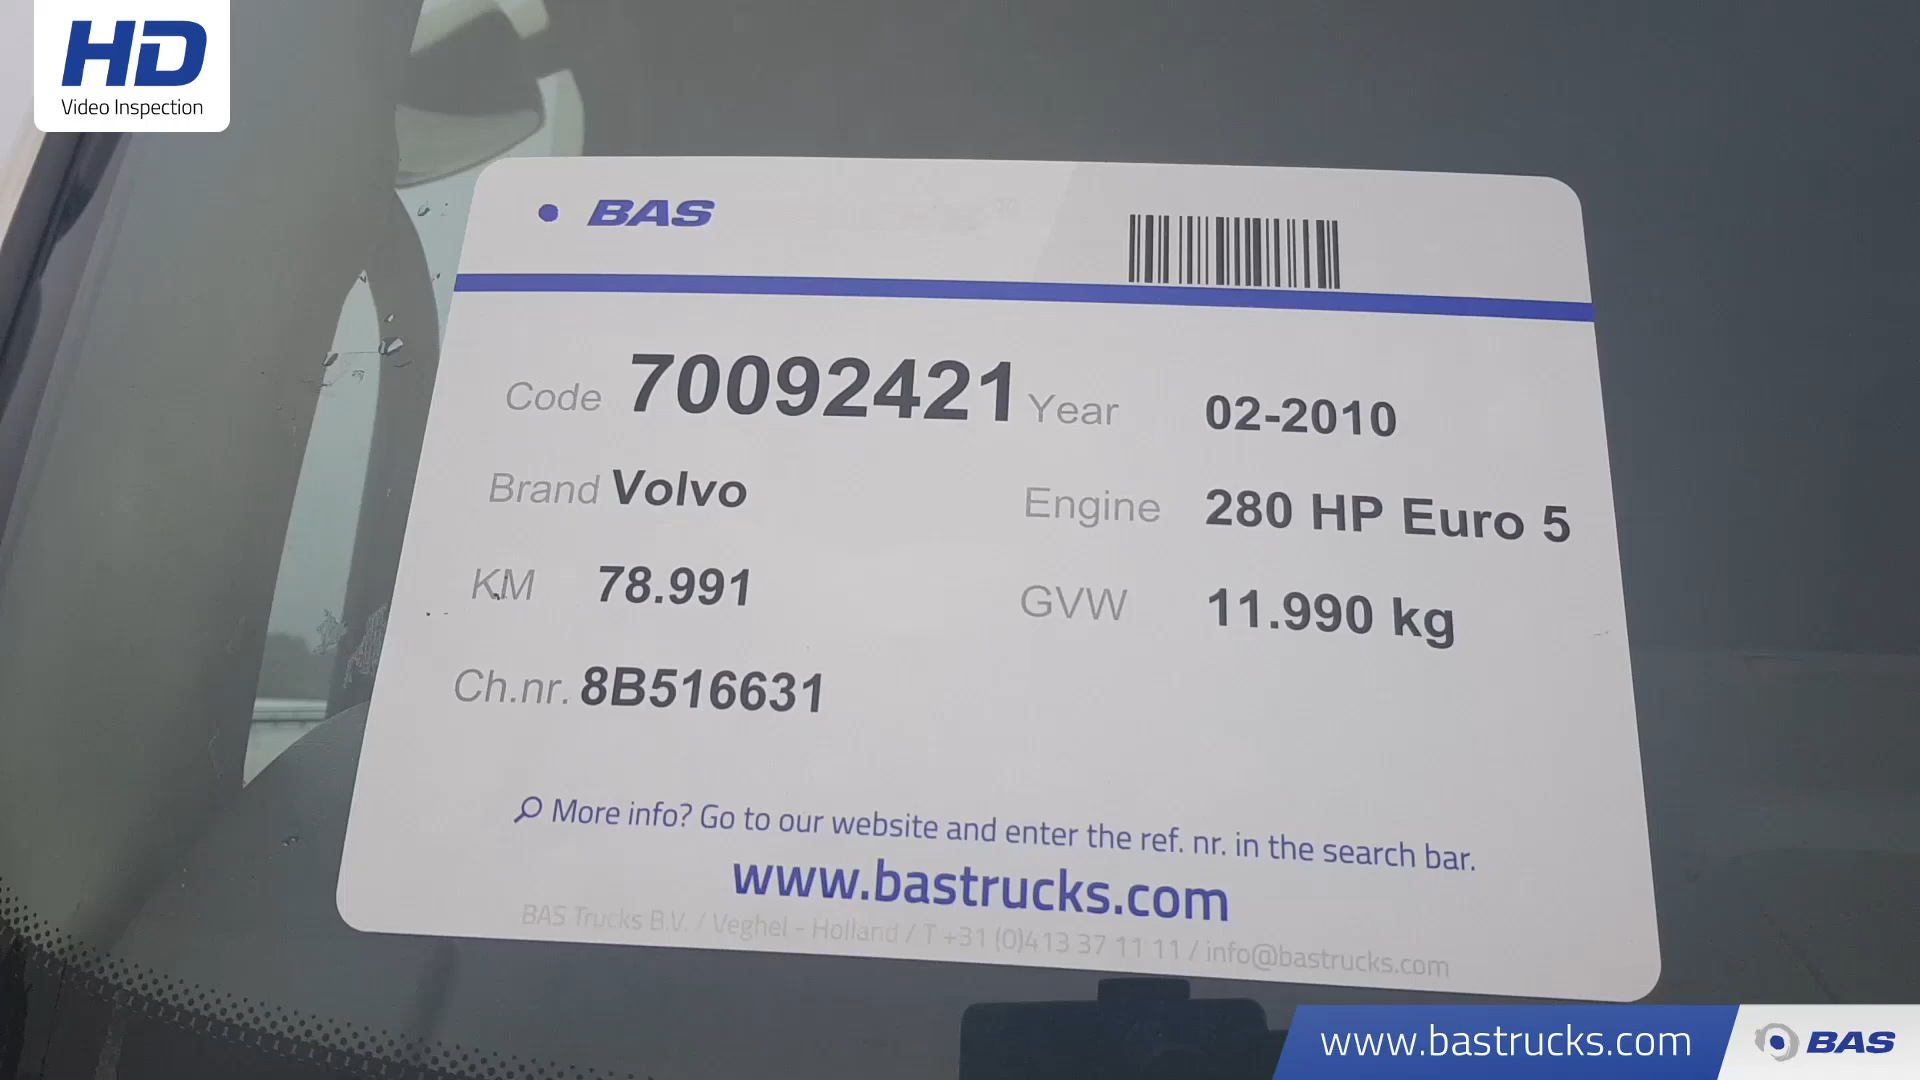 HD
Video Inspection
BAS
Code 70092421 Year 02-2010
Brand Volvo Engine 280 HP Euro 5
KM 78.991 GVW 11.990 kg
Ch.nr. 8B516631
More info? Go to our website and enter the ref. nr. in the search bar.
www.bastrucks.com
BAS Trucks B.V. / Veghel - Holland / T +31 (0)413 37 11 11 / info@bastrucks.com
www.bastrucks.com BAS